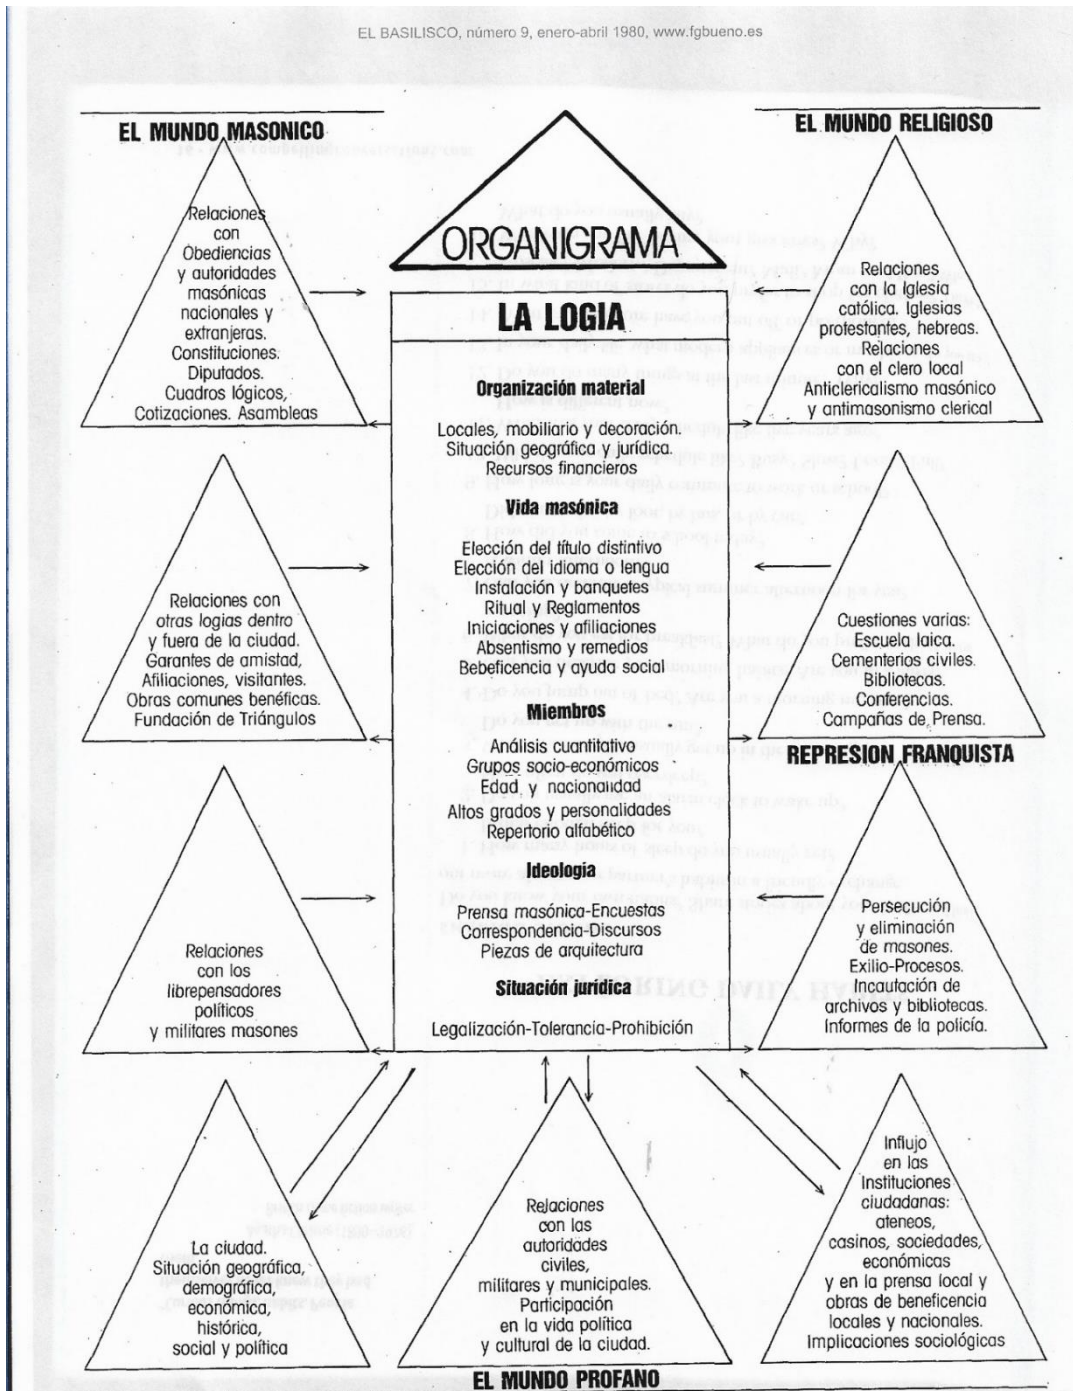 EL BASILISCO, número 9, enero-abril 1980, www.fgbueno.es
EL MUNDO MASONICO
Relaciones
con
Obediencias
y autoridades
masónicas
nacionales y
extranjeras.
Constituciones.
Diputados.
Cuadros lógicos,
Cotizaciones. Asambleas
Relaciones con
otras logias dentro
y fuera de la ciudad.
Garantes de amistad,
Afiliaciones, visitantes.
Obras comunes benéficas.
Fundación de Triángulos
Relaciones
con los
librepensadores
políticos
y militares masones
ORGANIGRAMA
LA LOGIA
Organización material
Locales, mobiliario y decoración.
Situación geográfica y jurídica.
Recursos financieros
Vida masónica
Elección del título distintivo
Elección del idioma o lengua
Instalación y banquetes
Ritual y Reglamentos
Iniciaciones y afiliaciones
Absentismo y remedios
Bebeficencia y ayuda social
Miembros
Análisis cuantitativo
Grupos socio-económicos
Edad y nacionalidad
Altos grados y personalidades
Repertorio alfabético
Ideologia
Prensa masónica-Encuestas
Correspondencia-Discursos
Piezas de arquitectura
Situación jurídica
Legalización-Tolerancia-Prohibición
EL MUNDO RELIGIOSO
Relaciones
con la Iglesia
católica. Iglesias
protestantes, hebreas.
Relaciones
con el clero local
Anticlericalismo masónico
y antimasonismo clerical
Cuestiones varias:
Escuela laica.
Cementerios civiles.
Bibliotecas.
Conferencias.
Campañas de Prensa.
REPRESION FRANQUISTA
Persecución
y eliminación
de masones.
Exilio-Procesos.
Incautación de
archivos y bibliotecas.
Informes de la policía.
La ciudad.
Situación geográfica,
demográfica,
económica,
histórica,
social y política
Relaciones
con las
autoridades
civiles,
militares y municipales.
Participación
en la vida política
y cultural de la ciudad.
Influjo
en las
Instituciones
ciudadanas:
ateneos,
casinos, sociedades,
económicas
y en la prensa local y
obras de beneficencia
locales y nacionales.
Implicaciones sociológicas
EL MUNDO PROFANO